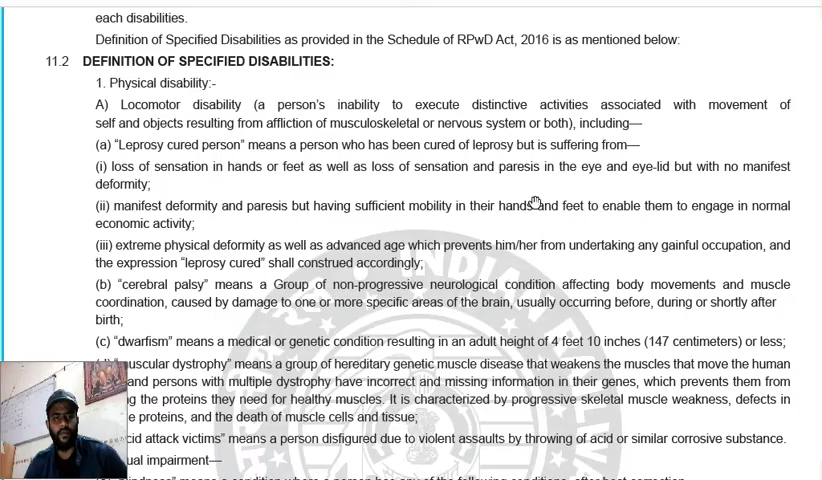 each disabilities.
Definition of Specified Disabilities as provided in the Schedule of RPwD Act, 2016 is as mentioned below:
11.2 DEFINITION OF SPECIFIED DISABILITIES:
1. Physical disability:-
A) Locomotor disability (a person's inability to execute distinctive activities associated with movement of
self and objects resulting from affliction of musculoskeletal or nervous system or both), including—
(a) "Leprosy cured person" means a person who has been cured of leprosy but is suffering from—
(i) loss of sensation in hands or feet as well as loss of sensation and paresis in the eye and eye-lid but with no manifest
deformity;
(ii) manifest deformity and paresis but having sufficient mobility in their hands and feet to enable them to engage in normal
economic activity;
(iii) extreme physical deformity as well as advanced age which prevents him/her from undertaking any gainful occupation, and
the expression "leprosy cured" shall construed accordingly;
(b) "cerebral palsy" means a Group of non-progressive neurological condition affecting body movements and muscle
coordination, caused by damage to one or more specific areas of the brain, usually occurring before, during or shortly after
birth;
(c) "dwarfism" means a medical or genetic condition resulting in an adult height of 4 feet 10 inches (147 centimeters) or less;
uscular dystrophy" means a group of hereditary genetic muscle disease that weakens the muscles that move the human
and persons with multiple dystrophy have incorrect and missing information in their genes, which prevents them from
g the proteins they need for healthy muscles. It is characterized by progressive skeletal muscle weakness, defects in
e proteins, and the death of muscle cells and tissue;
cid attack victims" means a person disfigured due to violent assaults by throwing of acid or similar corrosive substance.
ual impairment—